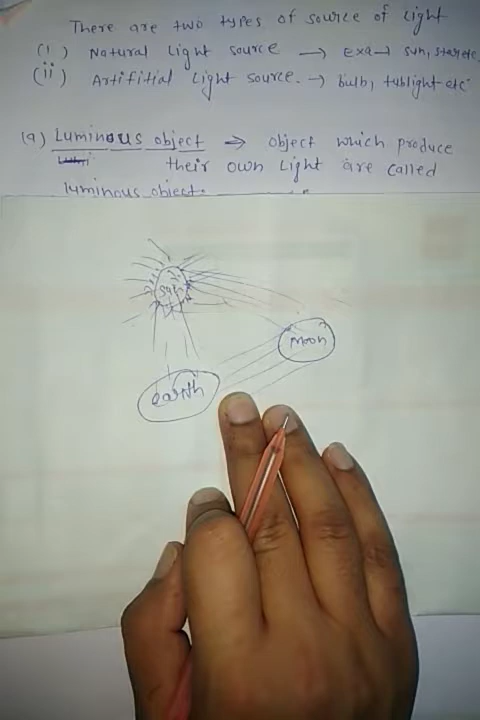 There are two types of source of light
(i) Natural light source → exa→ sun, star etc.
(ii) Artifitial light source. → bulb, tublight etc
(a) Luminous object ⇒ object which produce
their own light are called
luminous object.
sun
moon
earth